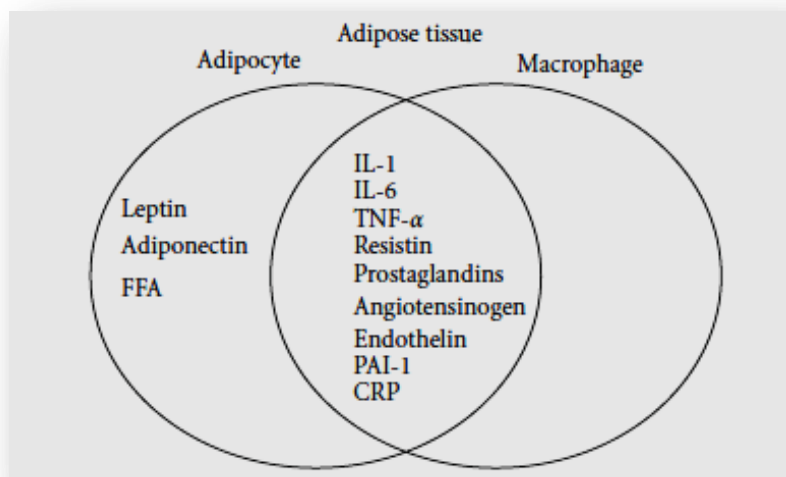 Adipose tissue
Adipocyte
Macrophage
Leptin
Adiponectin
FFA
IL-1
IL-6
TNF-α
Resistin
Prostaglandins
Angiotensinogen
Endothelin
PAI-1
CRP